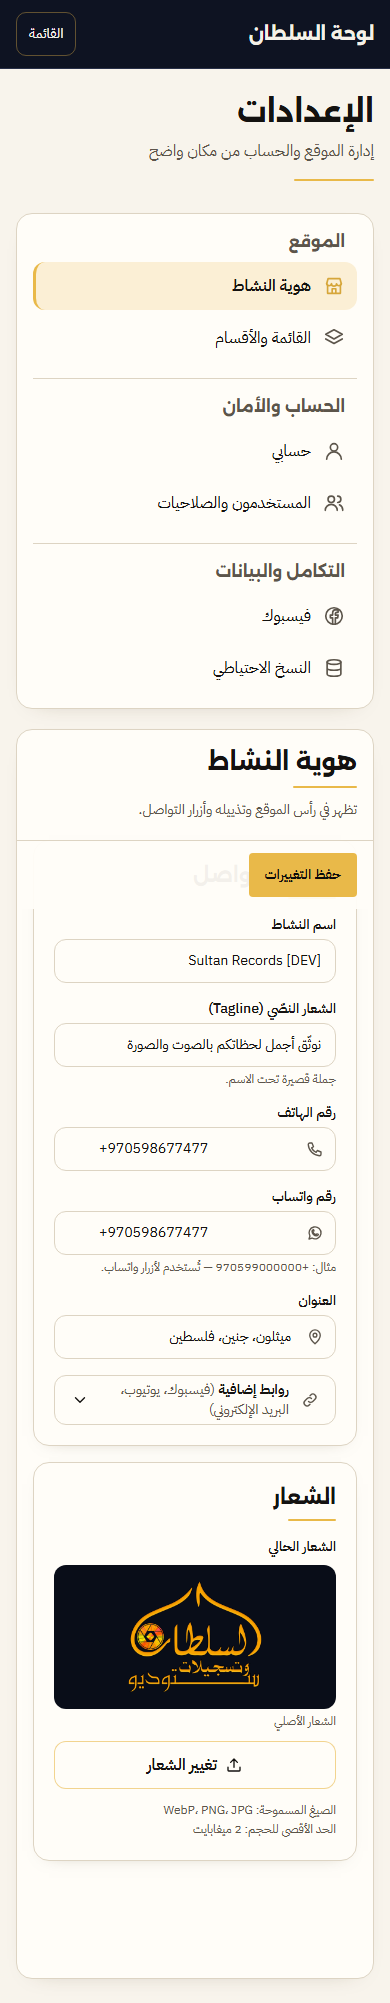 لوحة السلطان
القائمة
الإعدادات
إدارة الموقع والحساب من مكان واضح
الموقع
هوية النشاط
القائمة والأقسام
الحساب والأمان
حسابي
المستخدمون والصلاحيات
التكامل والبيانات
فيسبوك
النسخ الاحتياطي
هوية النشاط
تظهر في رأس الموقع وتذييله وأزرار التواصل.
حفظ التغييرات
اسم النشاط
Sultan Records [DEV]
الشعار النصّي (Tagline)
نوثّق أجمل لحظاتكم بالصوت والصورة
جملة قصيرة تحت الاسم.
رقم الهاتف
+970598677477
رقم واتساب
+970598677477
مثال: +970599000000 — تُستخدم لأزرار واتساب.
العنوان
ميثلون، جنين، فلسطين
روابط إضافية (فيسبوك، يوتيوب،
البريد الإلكتروني)
الشعار
الشعار الحالي
السلطان
وتسجيلات
ستوديو
الشعار الأصلي
تغيير الشعار
الصيغ المسموحة: WebP، PNG، JPG
الحد الأقصى للحجم: 2 ميغابايت